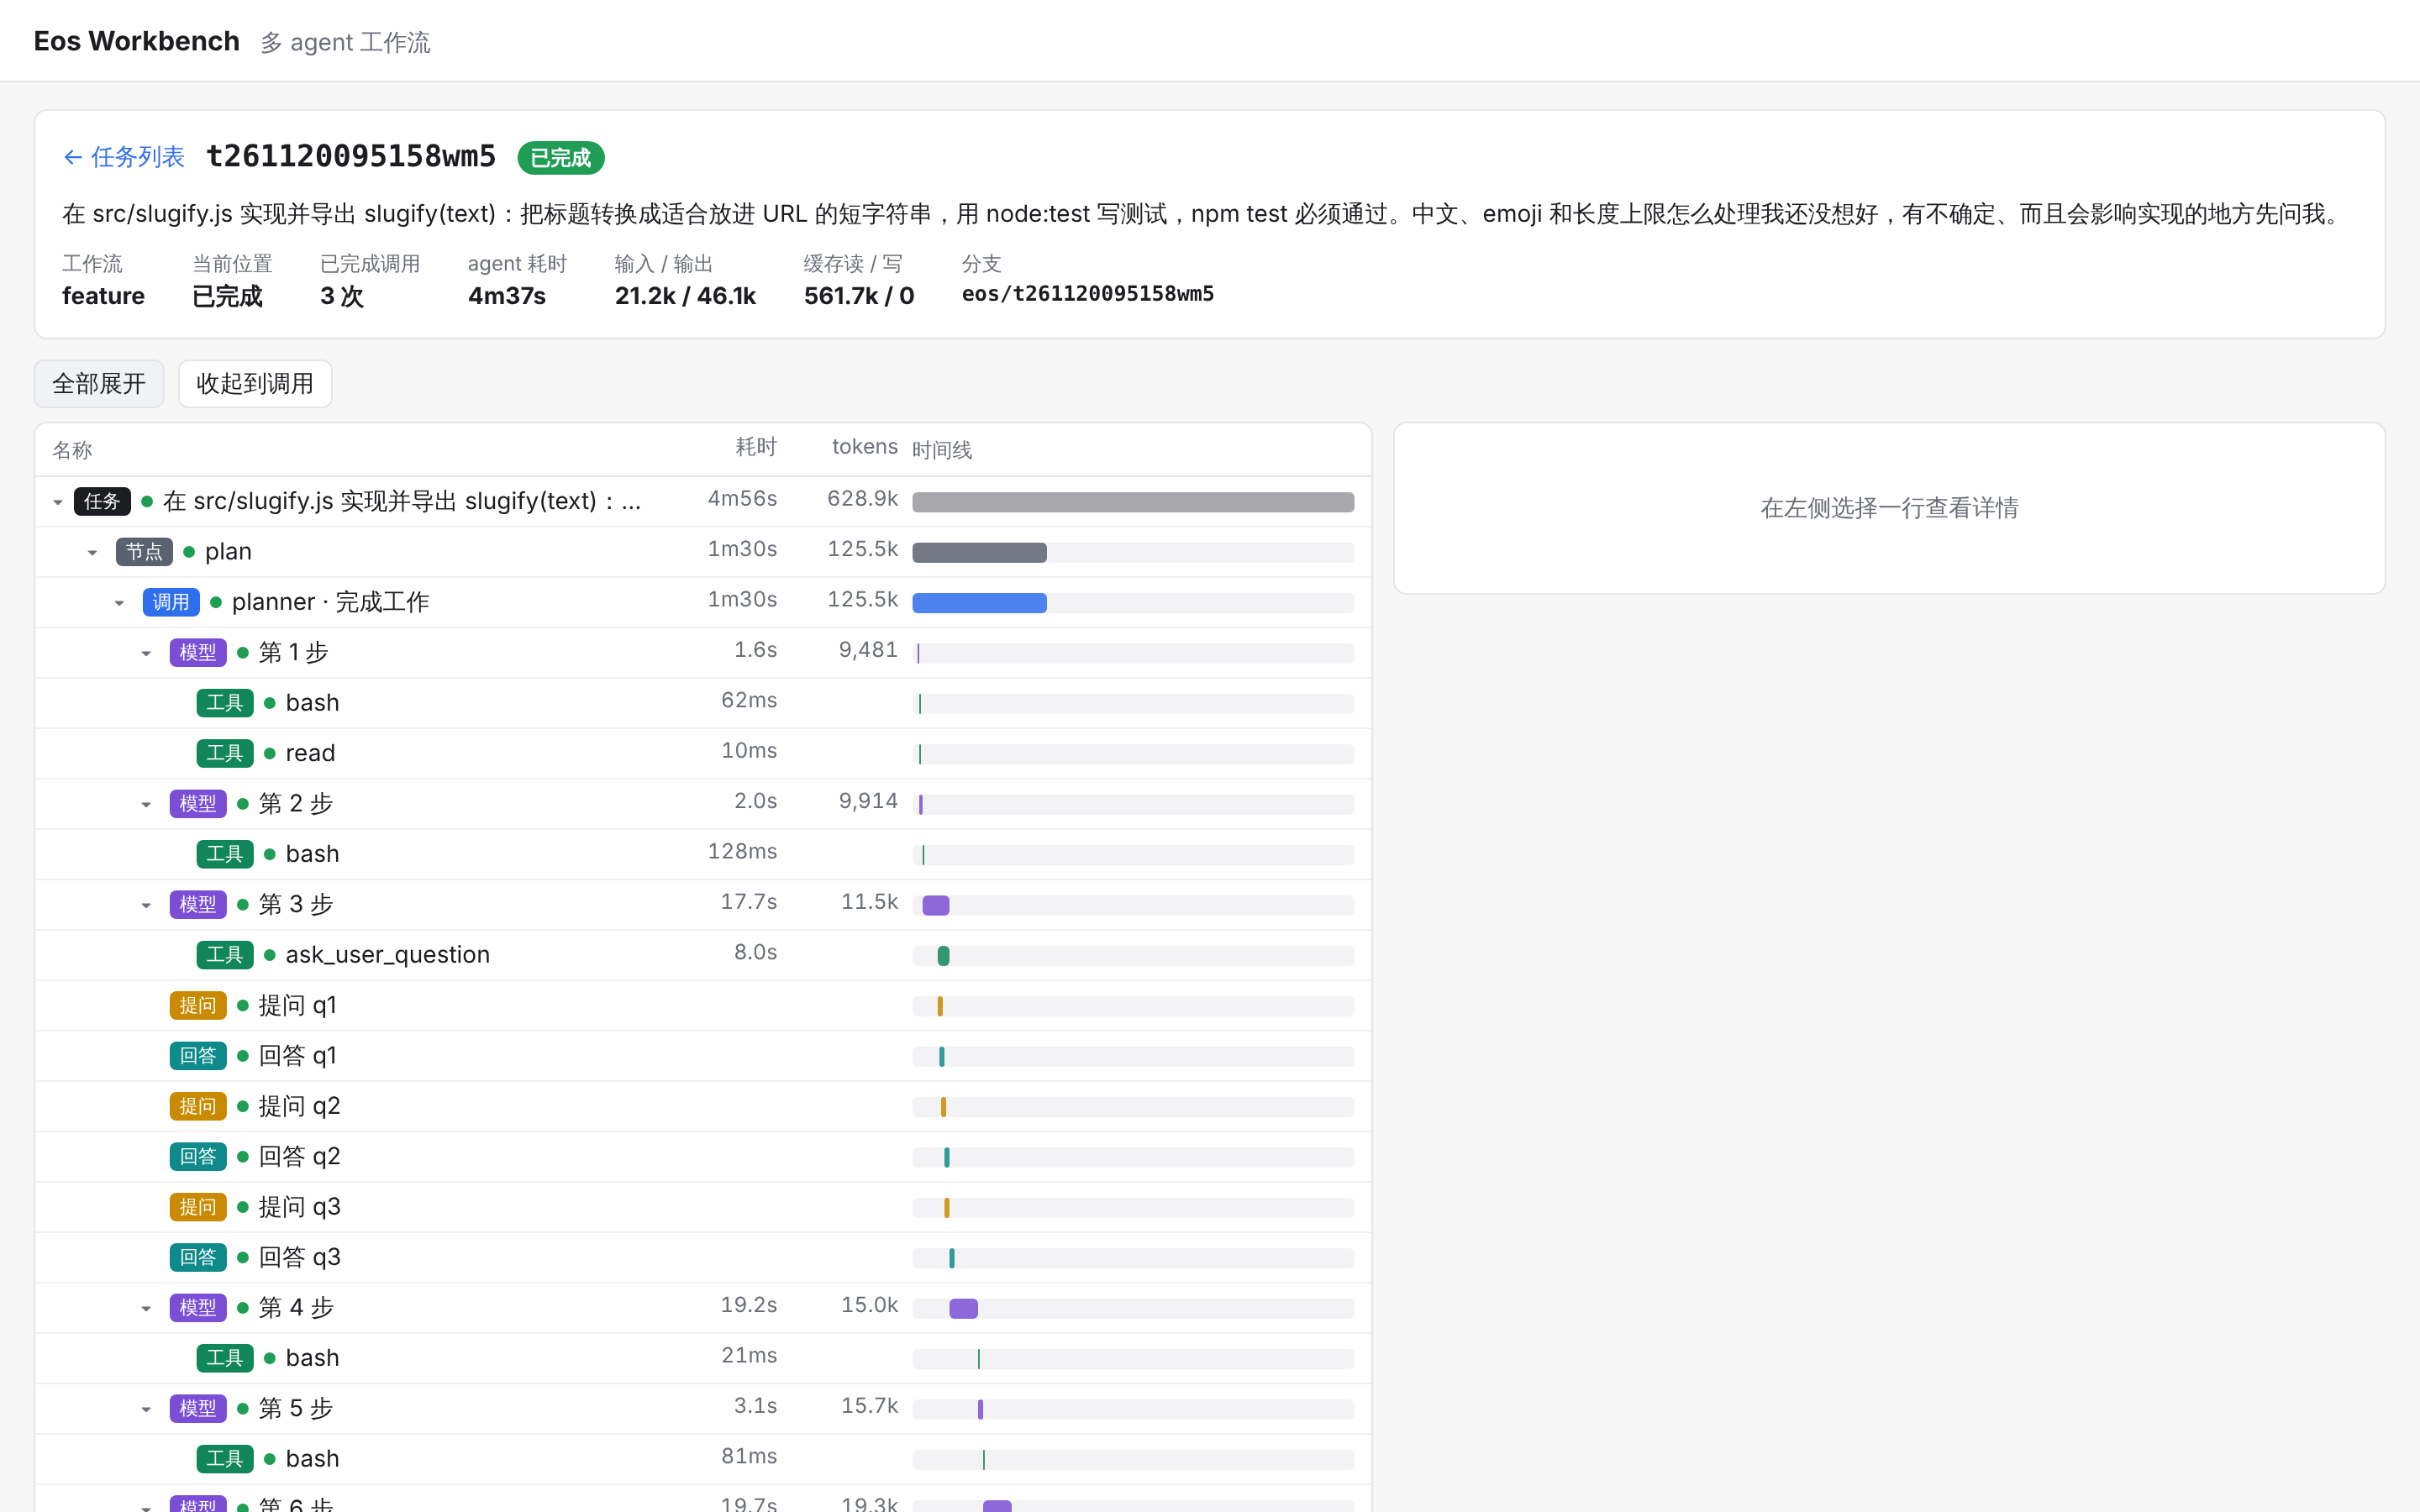 Eos Workbench 多 agent 工作流
← 任务列表 t261120095158wm5 已完成
在 src/slugify.js 实现并导出 slugify(text)：把标题转换成适合放进 URL 的短字符串，用 node:test 写测试，npm test 必须通过。中文、emoji 和长度上限怎么处理我还没想好，有不确定、而且会影响实现的地方先问我。
工作流 当前位置 已完成调用 agent 耗时 输入 / 输出 缓存读 / 写 分支
feature 已完成 3 次 4m37s 21.2k / 46.1k 561.7k / 0 eos/t261120095158wm5
全部展开 收起到调用
名称 耗时 tokens 时间线
任务 在 src/slugify.js 实现并导出 slugify(text)：... 4m56s 628.9k
在左侧选择一行查看详情
节点 plan 1m30s 125.5k
调用 planner · 完成工作 1m30s 125.5k
模型 第 1 步 1.6s 9,481
工具 bash 62ms
工具 read 10ms
模型 第 2 步 2.0s 9,914
工具 bash 128ms
模型 第 3 步 17.7s 11.5k
工具 ask_user_question 8.0s
提问 提问 q1
回答 回答 q1
提问 提问 q2
回答 回答 q2
提问 提问 q3
回答 回答 q3
模型 第 4 步 19.2s 15.0k
工具 bash 21ms
模型 第 5 步 3.1s 15.7k
工具 bash 81ms
模型 第 6 步 19.7s 19.3k